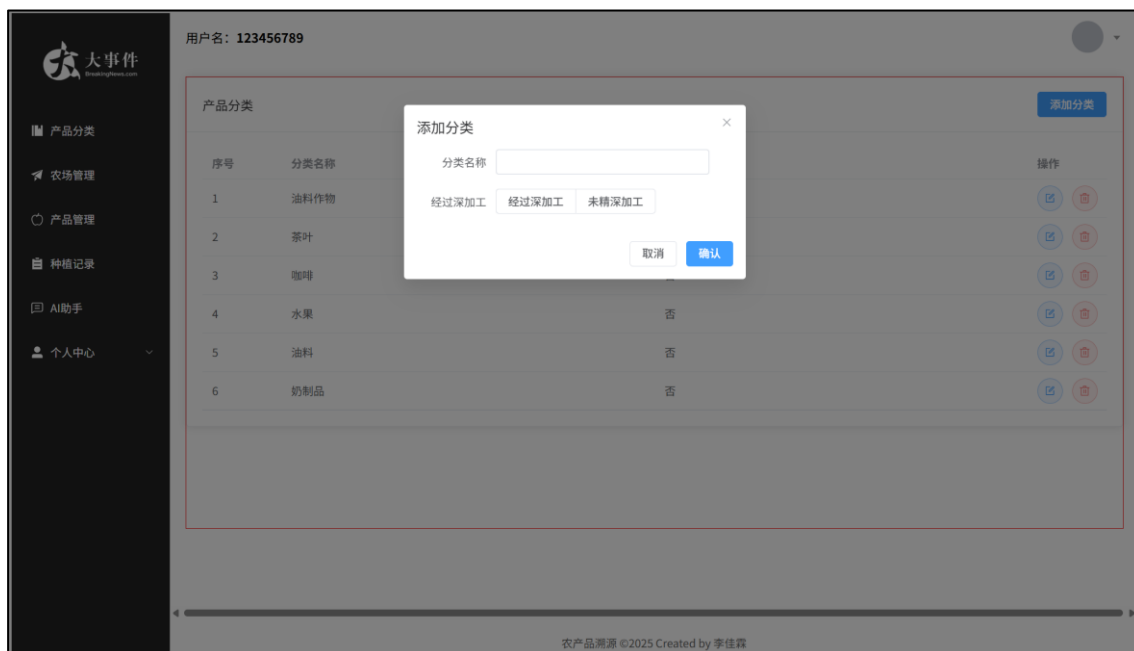 大事件
BreakingNews.com
用户名：123456789
产品分类
农场管理
产品管理
种植记录
AI助手
个人中心
产品分类
添加分类
序号 分类名称 操作
1 油料作物
2 茶叶
3 咖啡
4 水果 否
5 油料 否
6 奶制品 否
添加分类
分类名称
经过深加工 经过深加工 未精深加工
取消 确认
农产品溯源 ©2025 Created by 李佳霖